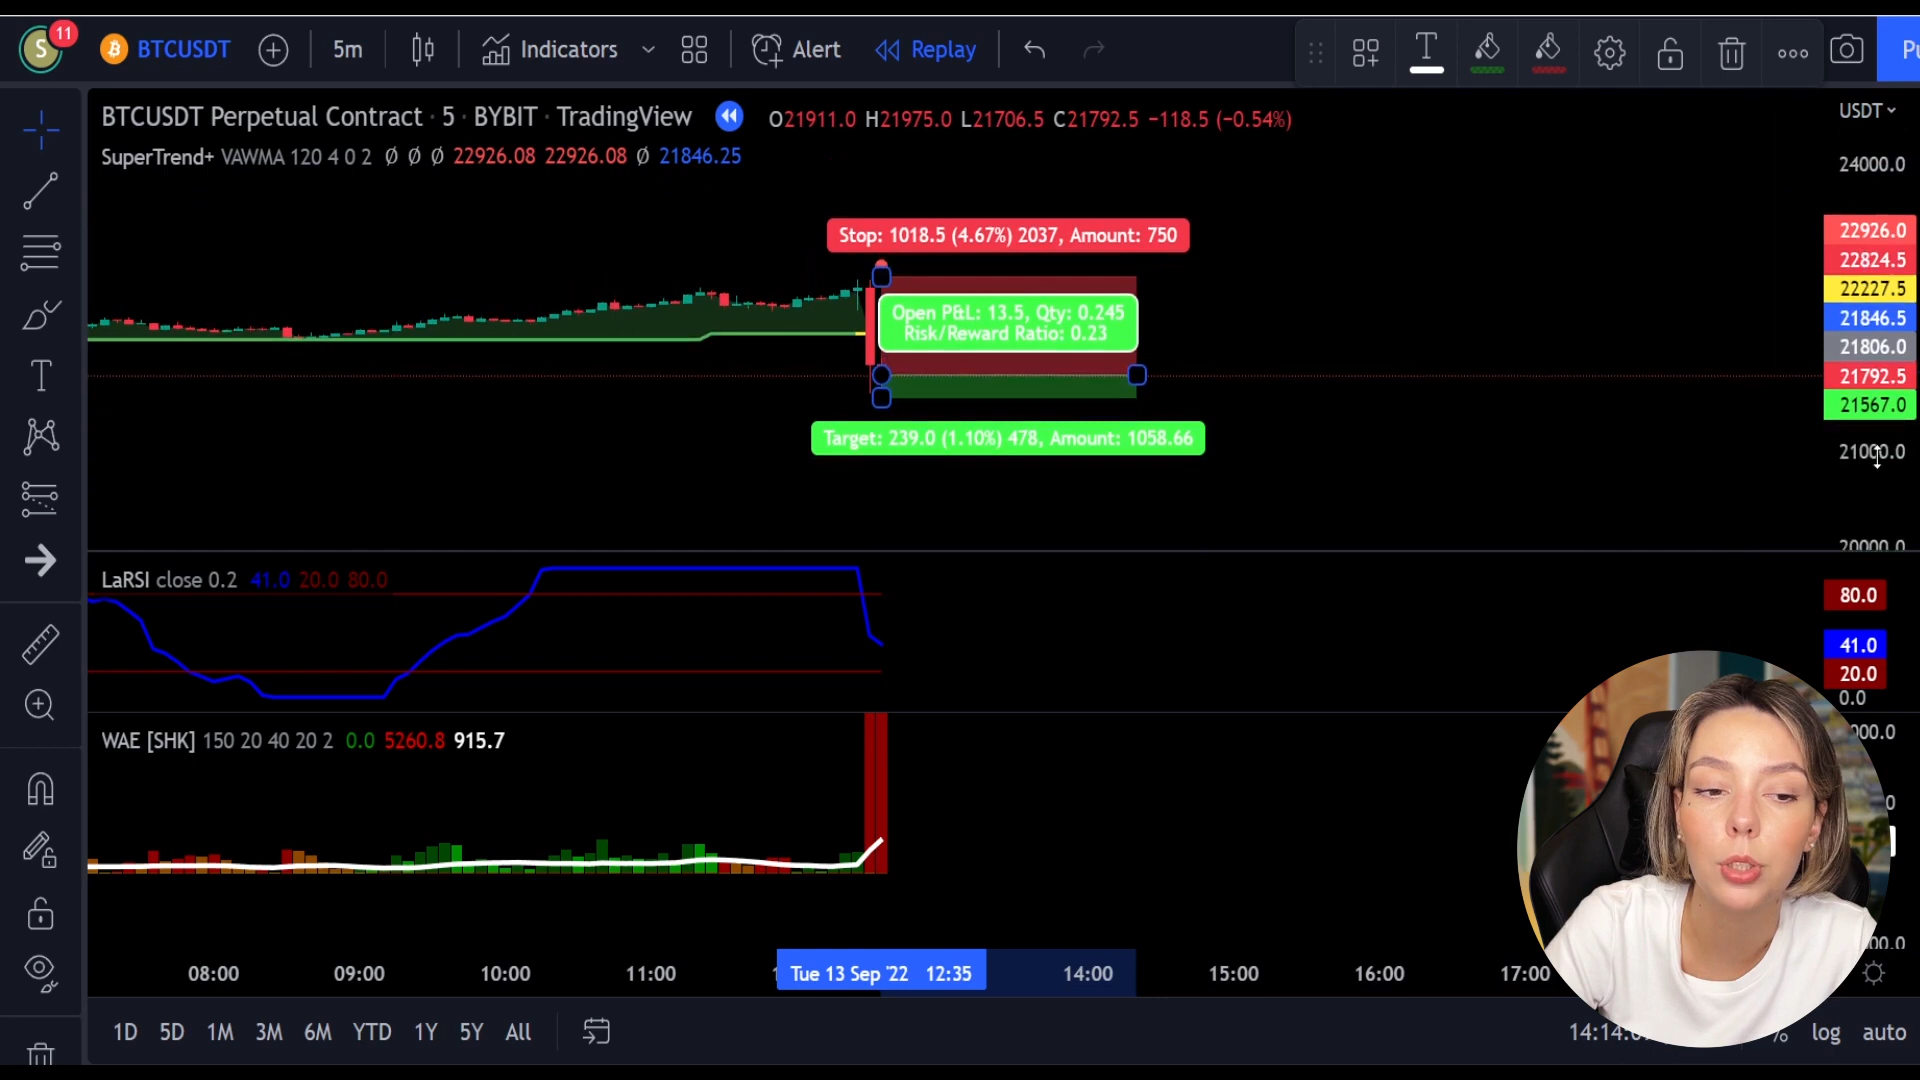 S 11 BTCUSDT 5m Indicators Alert Replay T
BTCUSDT Perpetual Contract · 5 · BYBIT · TradingView O21911.0 H21975.0 L21706.5 C21792.5 −118.5 (−0.54%) USDT
SuperTrend+ VAWMA 120 4 0 2 Ø Ø Ø 22926.08 22926.08 Ø 21846.25
24000.0
22926.0
Stop: 1018.5 (4.67%) 2037, Amount: 750
22824.5
22227.5
Open P&L: 13.5, Qty: 0.245
21846.5
Risk/Reward Ratio: 0.23
21806.0
21792.5
21567.0
Target: 239.0 (1.10%) 478, Amount: 1058.66
21000.0
20000.0
LaRSI close 0.2 41.0 20.0 80.0
80.0
41.0
20.0
0.0
WAE [SHK] 150 20 40 20 2 0.0 5260.8 915.7
08:00 09:00 10:00 11:00 Tue 13 Sep '22 12:35 14:00 15:00 16:00 17:00
1D 5D 1M 3M 6M YTD 1Y 5Y All % log auto